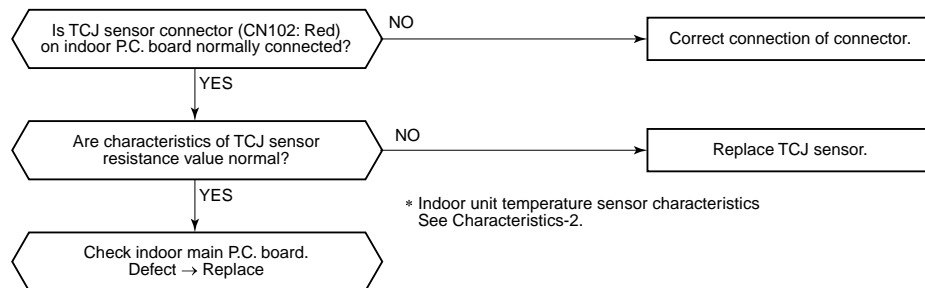 Is TCJ sensor connector (CN102: Red)
on indoor P.C. board normally connected?
NO
Correct connection of connector.
YES
Are characteristics of TCJ sensor
resistance value normal?
NO
Replace TCJ sensor.
YES
* Indoor unit temperature sensor characteristics
See Characteristics-2.
Check indoor main P.C. board.
Defect → Replace